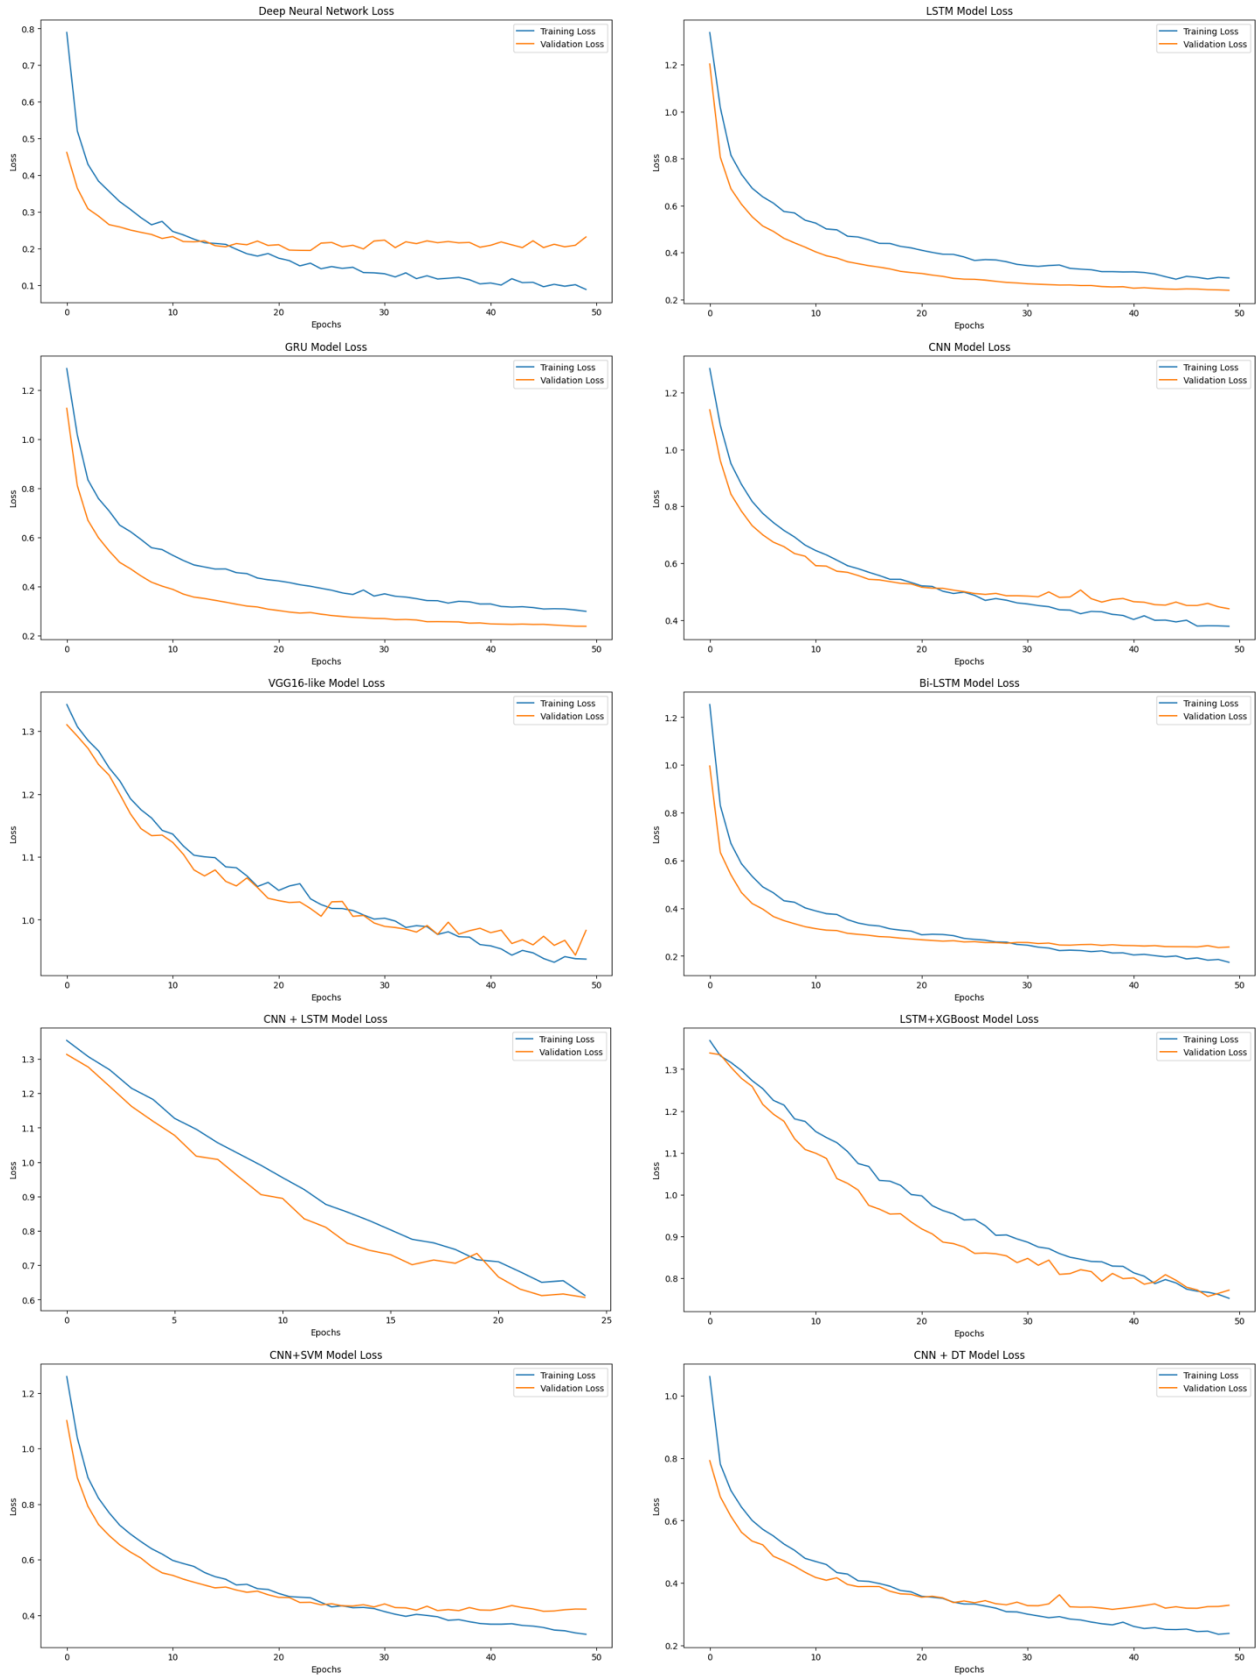 Deep Neural Network Loss
Training Loss
Validation Loss
0.8
0.7
0.6
0.5
0.4
0.3
0.2
0.1
Loss
0 10 20 30 40 50
Epochs
LSTM Model Loss
Training Loss
Validation Loss
1.2
1.0
0.8
0.6
0.4
0.2
Loss
0 10 20 30 40 50
Epochs
GRU Model Loss
Training Loss
Validation Loss
1.2
1.0
0.8
0.6
0.4
0.2
Loss
0 10 20 30 40 50
Epochs
CNN Model Loss
Training Loss
Validation Loss
1.2
1.0
0.8
0.6
0.4
Loss
0 10 20 30 40 50
Epochs
VGG16-like Model Loss
Training Loss
Validation Loss
1.3
1.2
1.1
1.0
Loss
0 10 20 30 40 50
Epochs
Bi-LSTM Model Loss
Training Loss
Validation Loss
1.2
1.0
0.8
0.6
0.4
0.2
Loss
0 10 20 30 40 50
Epochs
CNN + LSTM Model Loss
Training Loss
Validation Loss
1.3
1.2
1.1
1.0
0.9
0.8
0.7
0.6
Loss
0 5 10 15 20 25
Epochs
LSTM+XGBoost Model Loss
Training Loss
Validation Loss
1.3
1.2
1.1
1.0
0.9
0.8
Loss
0 10 20 30 40 50
Epochs
CNN+SVM Model Loss
Training Loss
Validation Loss
1.2
1.0
0.8
0.6
0.4
Loss
0 10 20 30 40 50
Epochs
CNN + DT Model Loss
Training Loss
Validation Loss
1.0
0.8
0.6
0.4
0.2
Loss
0 10 20 30 40 50
Epochs